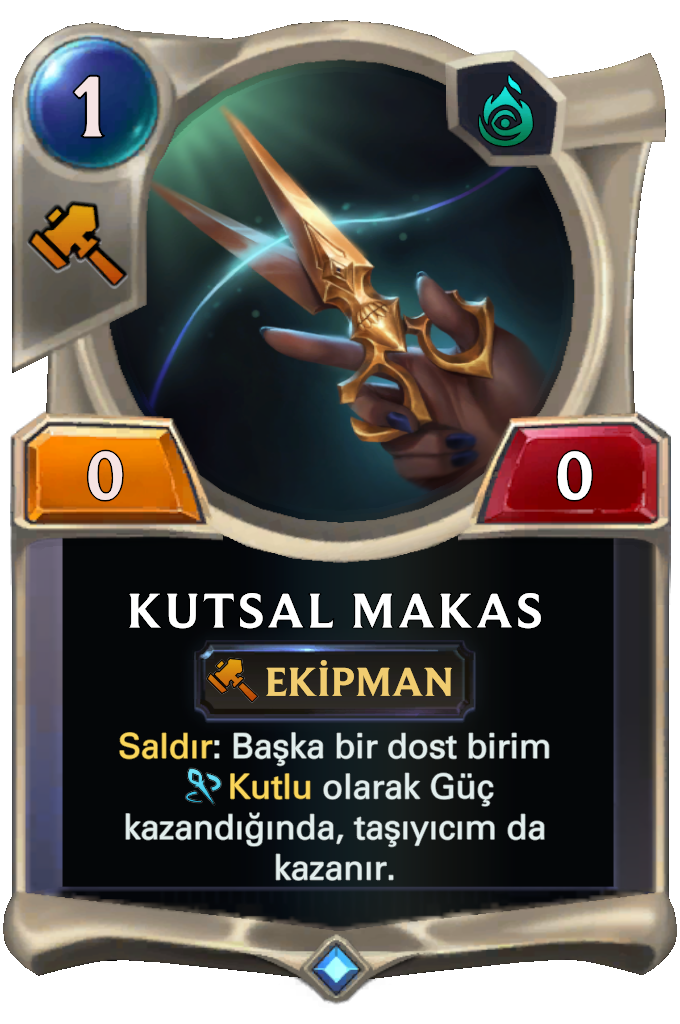 1
0
0
KUTSAL MAKAS
EKİPMAN
Saldır: Başka bir dost birim
Kutlu olarak Güç
kazandığında, taşıyıcım da
kazanır.